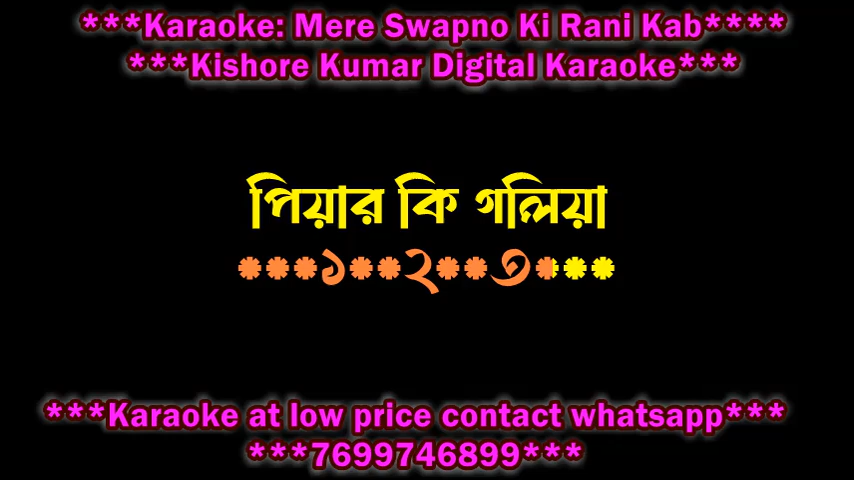 ***Karaoke: Mere Swapno Ki Rani Kab****
***Kishore Kumar Digital Karaoke***
পিয়ার কি গলিয়া
***১**২**৩****
***Karaoke at low price contact whatsapp***
***7699746899***